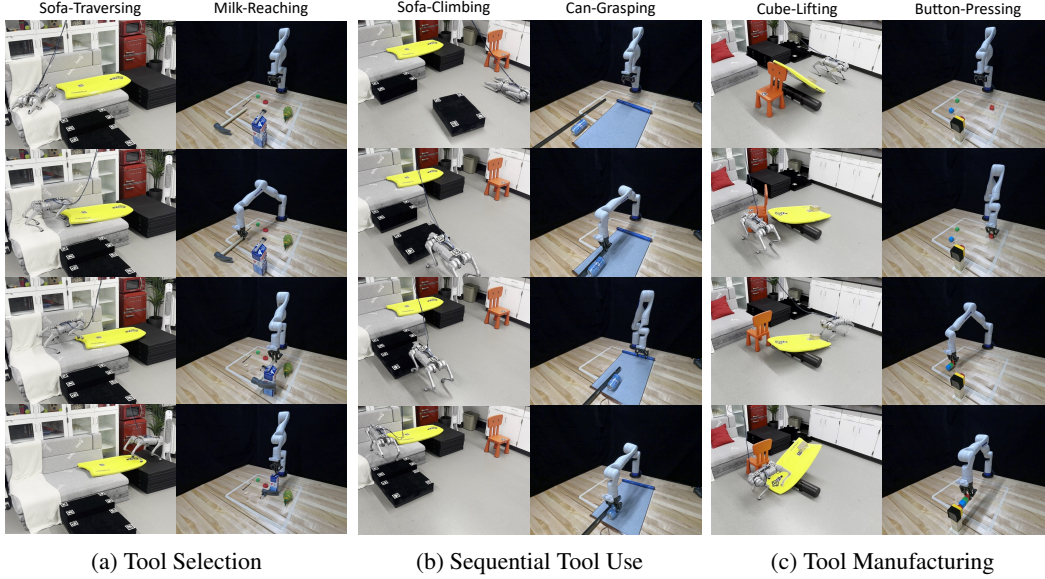 Sofa-Traversing Milk-Reaching Sofa-Climbing Can-Grasping Cube-Lifting Button-Pressing
(a) Tool Selection (b) Sequential Tool Use (c) Tool Manufacturing